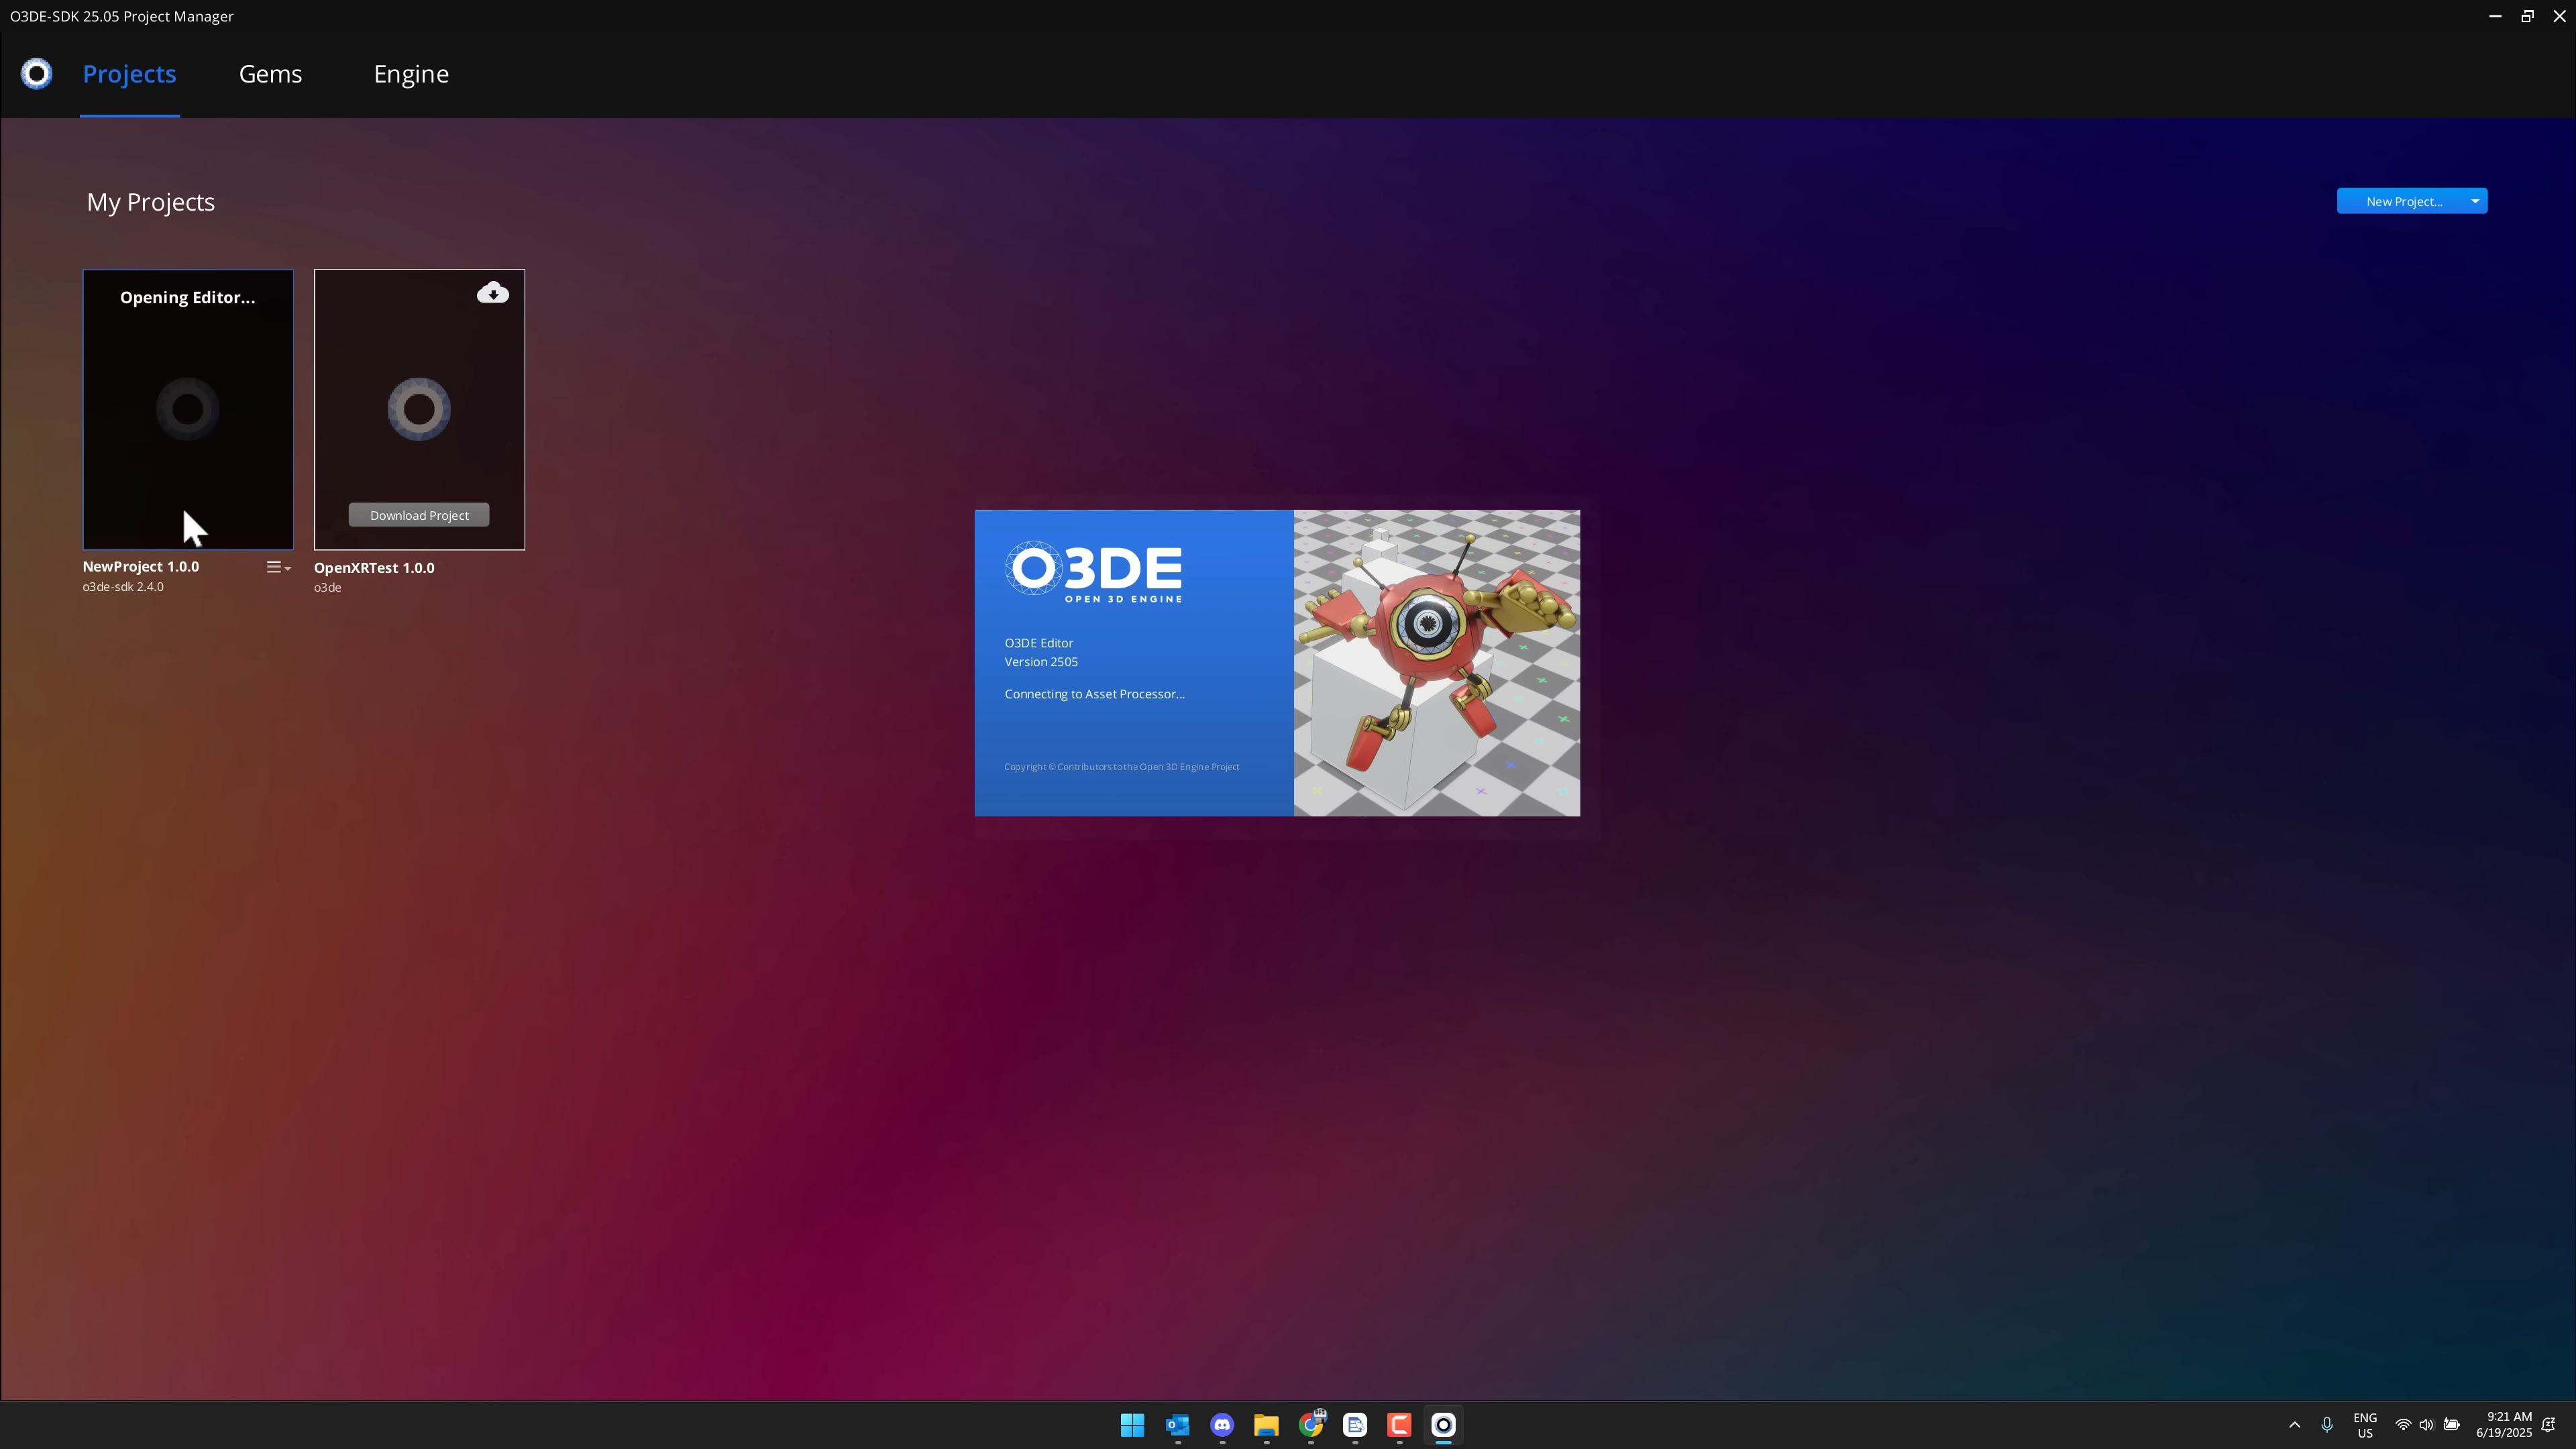 O3DE-SDK 25.05 Project Manager
Projects
Gems
Engine
My Projects
New Project...
Opening Editor...
Download Project
NewProject 1.0.0
o3de-sdk 2.4.0
OpenXRTest 1.0.0
o3de
O3DE
OPEN 3D ENGINE
O3DE Editor
Version 2505
Connecting to Asset Processor...
Copyright © Contributors to the Open 3D Engine Project
ENG
US
9:21 AM
6/19/2025